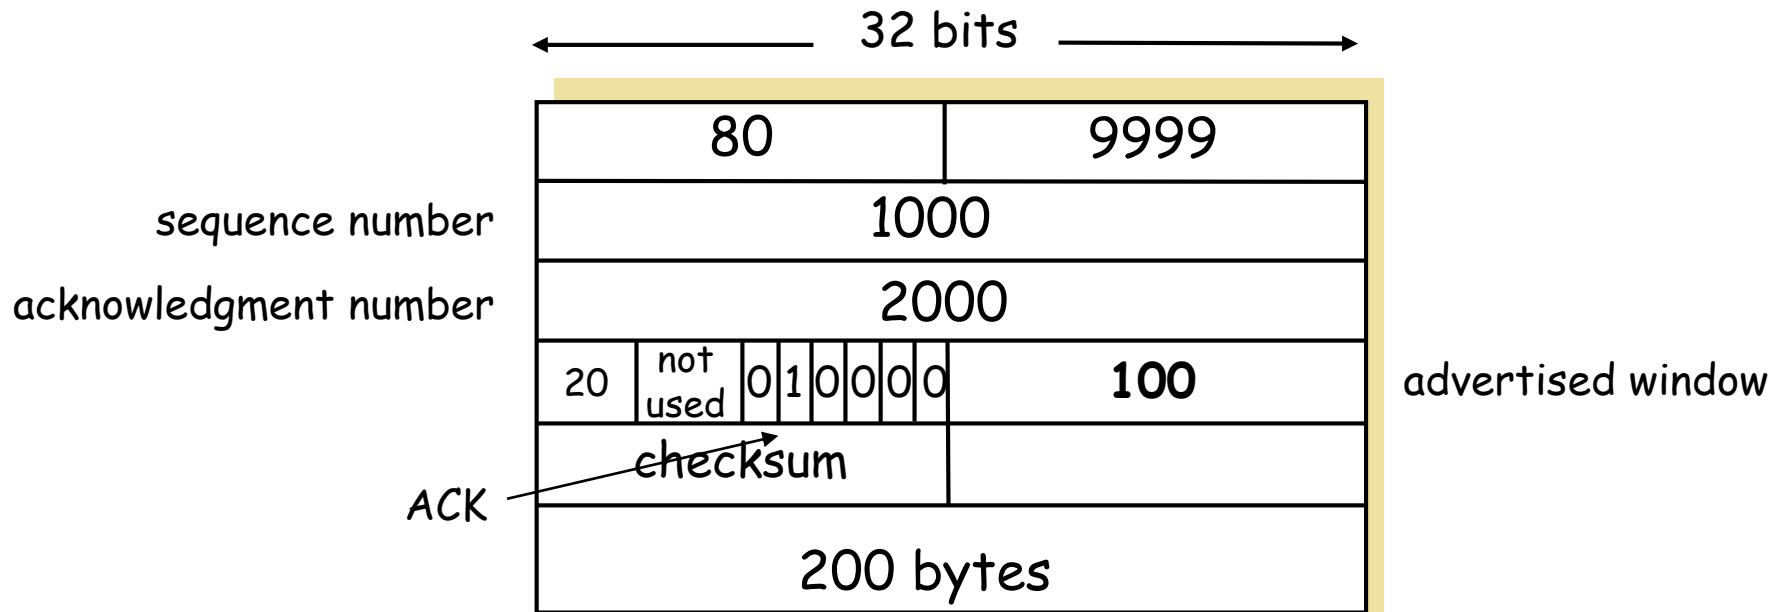 32 bits
80 9999
sequence number 1000
acknowledgment number 2000
20 not used 0 1 0 0 0 0 100 advertised window
checksum
ACK
200 bytes